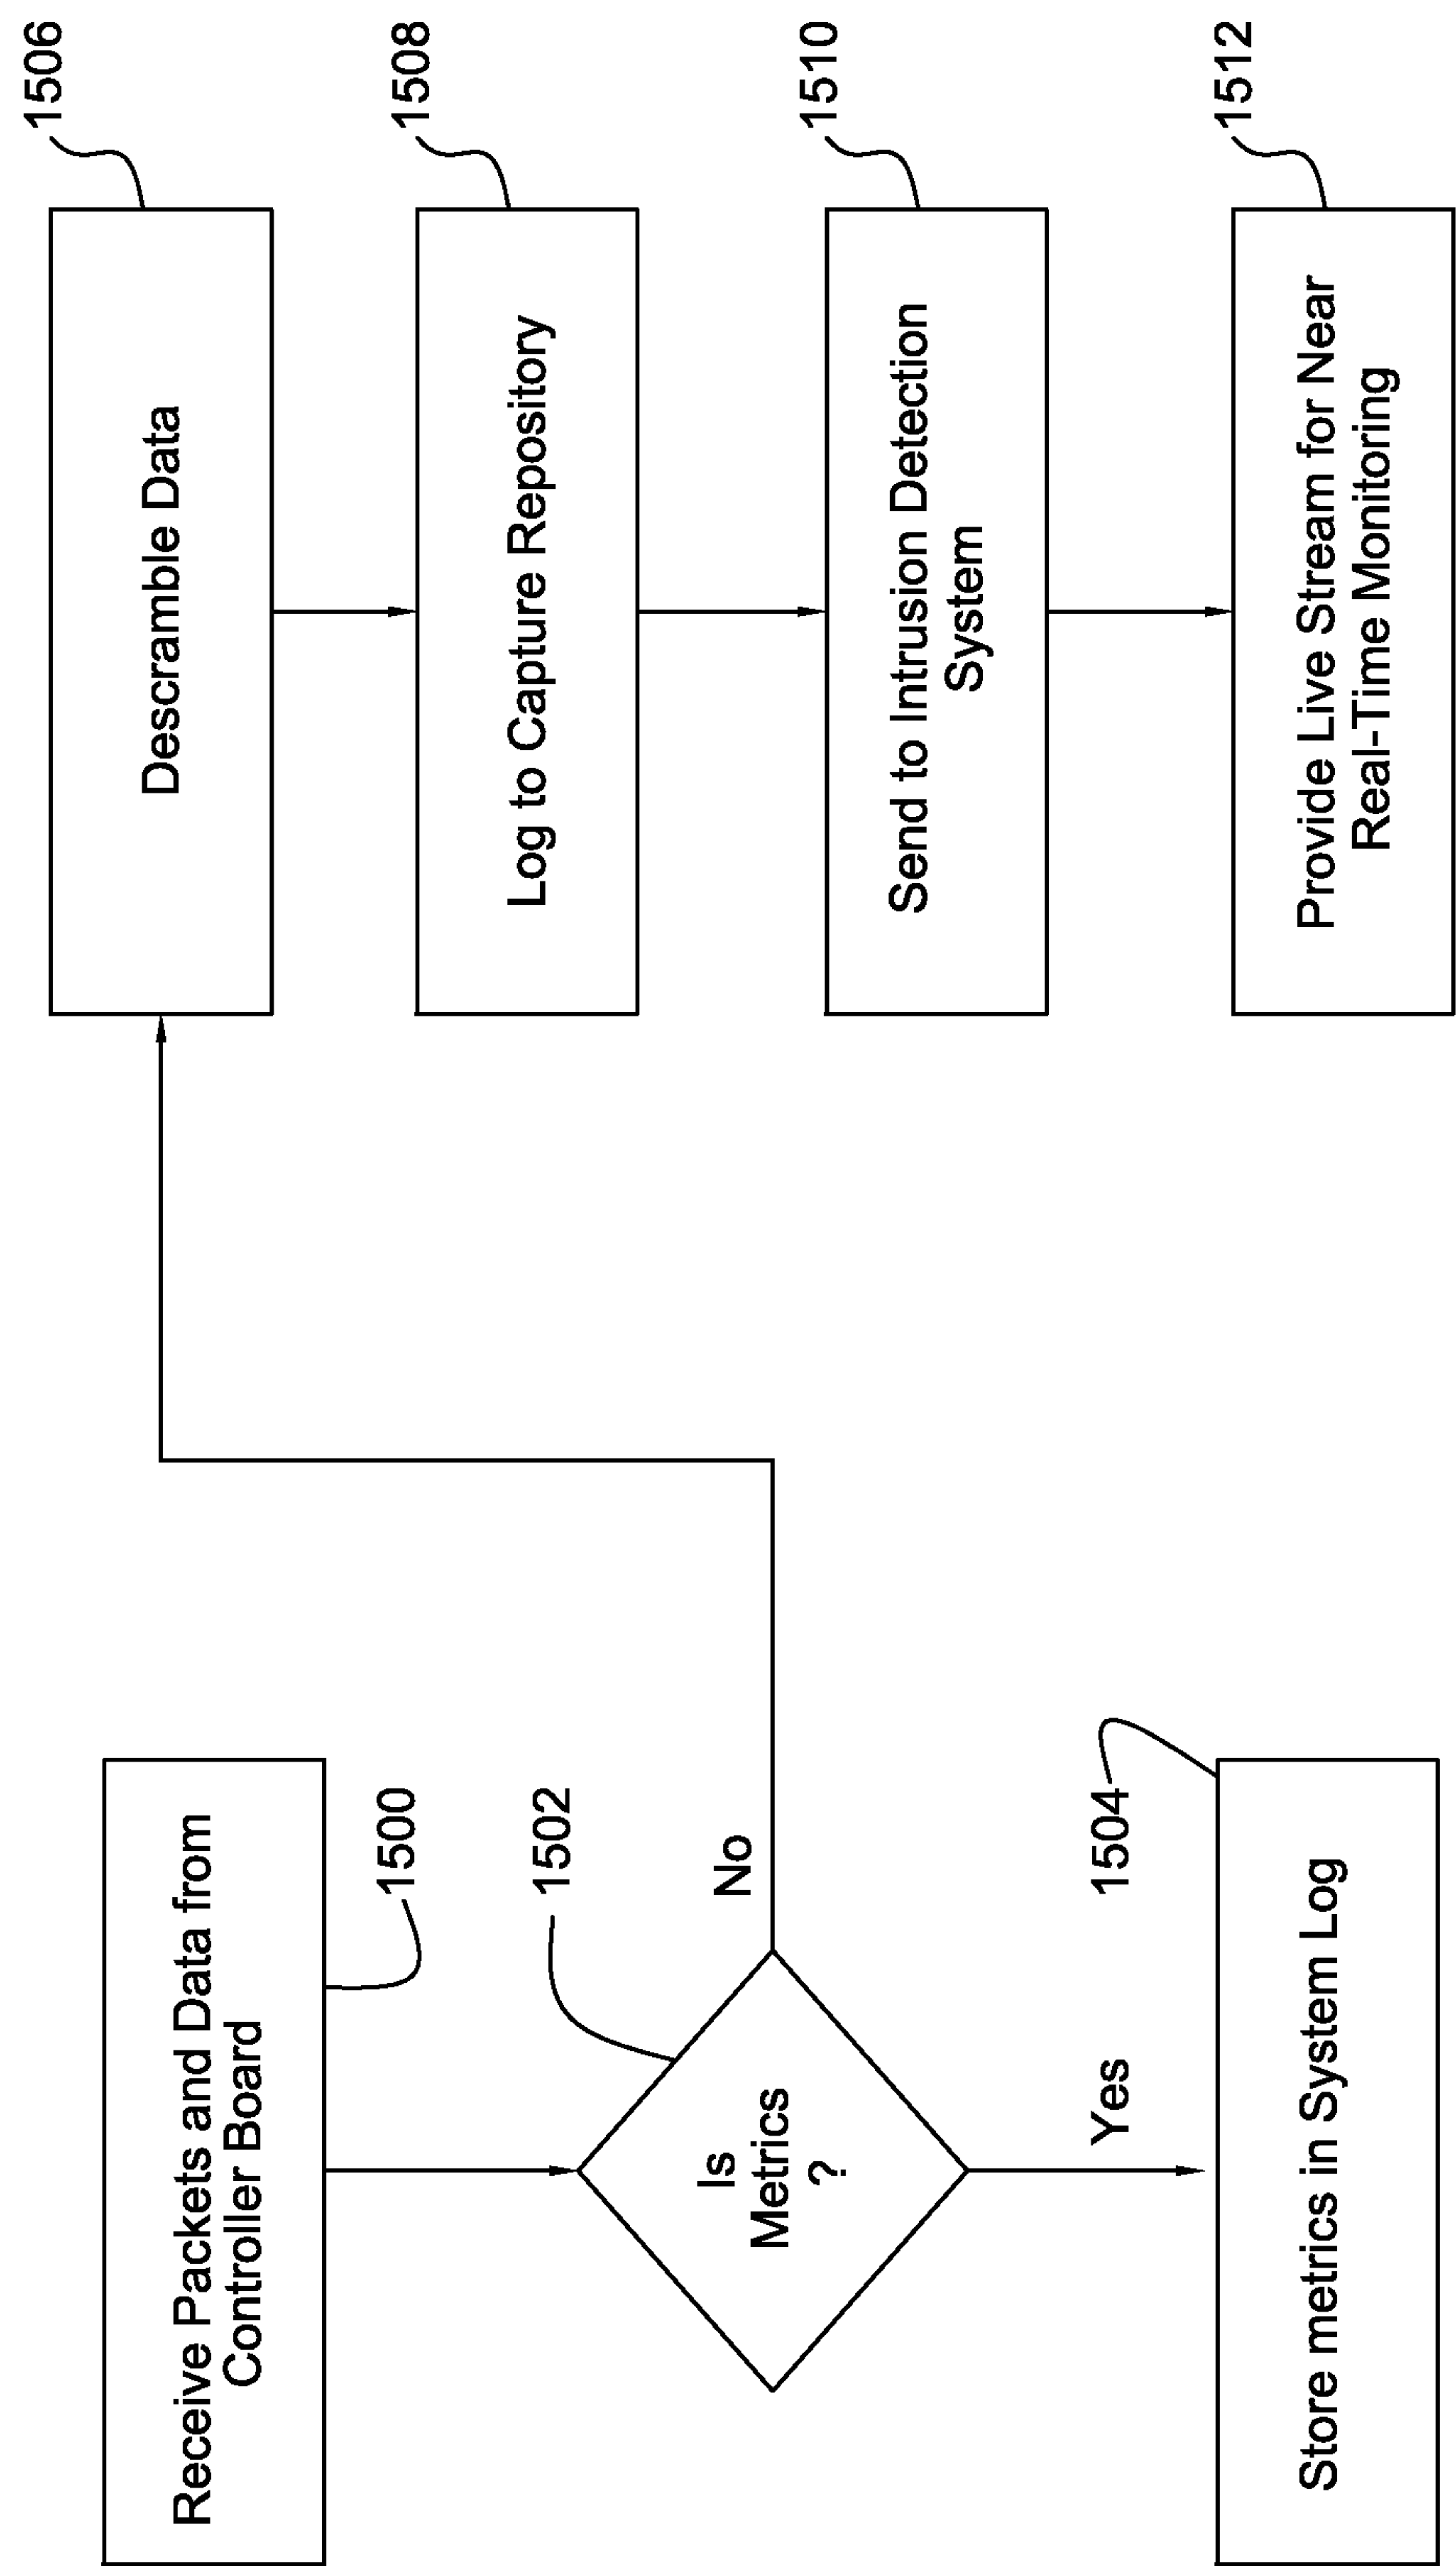 Receive Packets and Data from
Controller Board
1500
Is
Metrics
?
1502
No
Yes
1504
Store metrics in System Log
1506
Descramble Data
1508
Log to Capture Repository
1510
Send to Intrusion Detection
System
1512
Provide Live Stream for Near
Real-Time Monitoring